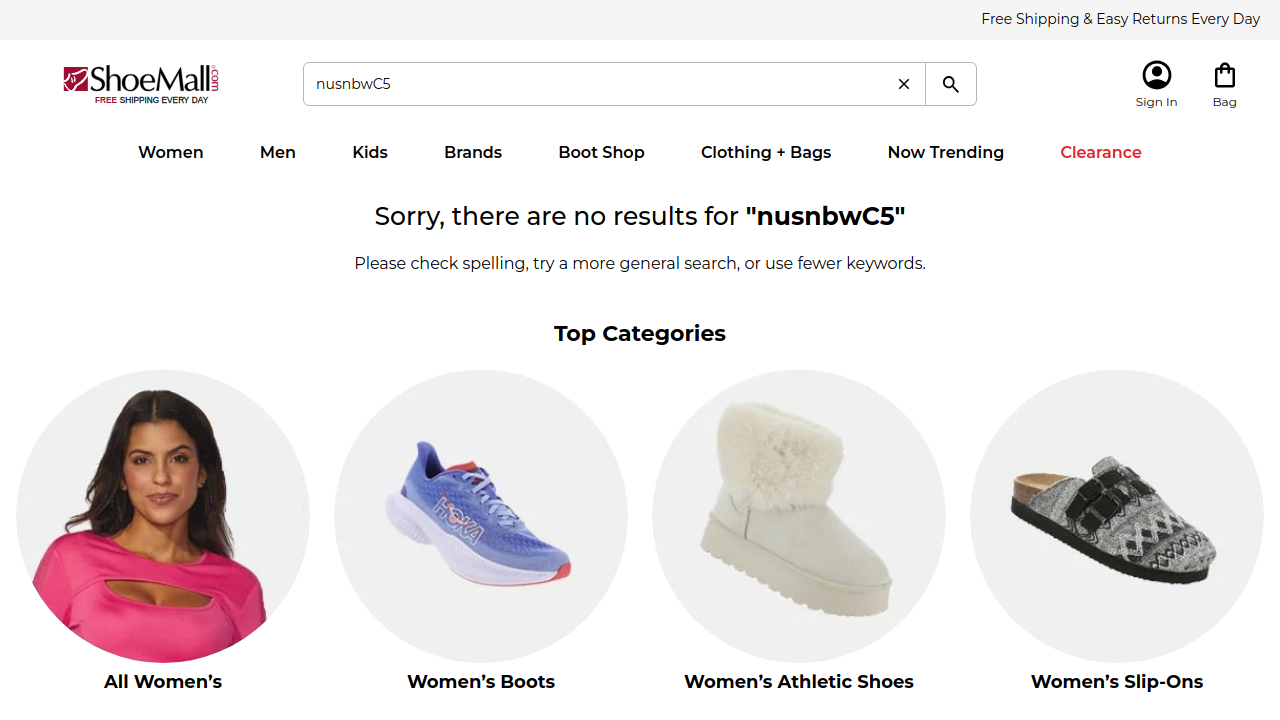 Free Shipping & Easy Returns Every Day
ShoeMall.com
FREE SHIPPING EVERY DAY
nusnbwC5
Sign In
Bag
Women
Men
Kids
Brands
Boot Shop
Clothing + Bags
Now Trending
Clearance
Sorry, there are no results for "nusnbwC5"
Please check spelling, try a more general search, or use fewer keywords.
Top Categories
HOKA
All Women’s
Women’s Boots
Women’s Athletic Shoes
Women’s Slip-Ons